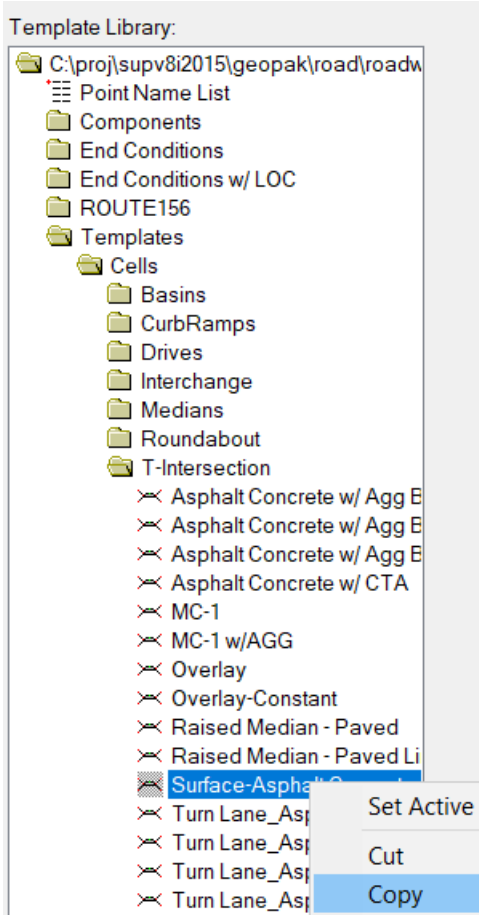 Template Library:
C:\proj\supv8i2015\geopak\road\roadw
Point Name List
Components
End Conditions
End Conditions w/ LOC
ROUTE156
Templates
Cells
Basins
CurbRamps
Drives
Interchange
Medians
Roundabout
T-Intersection
Asphalt Concrete w/ Agg B
Asphalt Concrete w/ Agg B
Asphalt Concrete w/ Agg B
Asphalt Concrete w/ CTA
MC-1
MC-1 w/AGG
Overlay
Overlay-Constant
Raised Median - Paved
Raised Median - Paved Li
Surface-Asphalt
Turn Lane_Asp
Set Active
Turn Lane_Asp
Cut
Turn Lane_Asp
Turn Lane_Asp
Copy